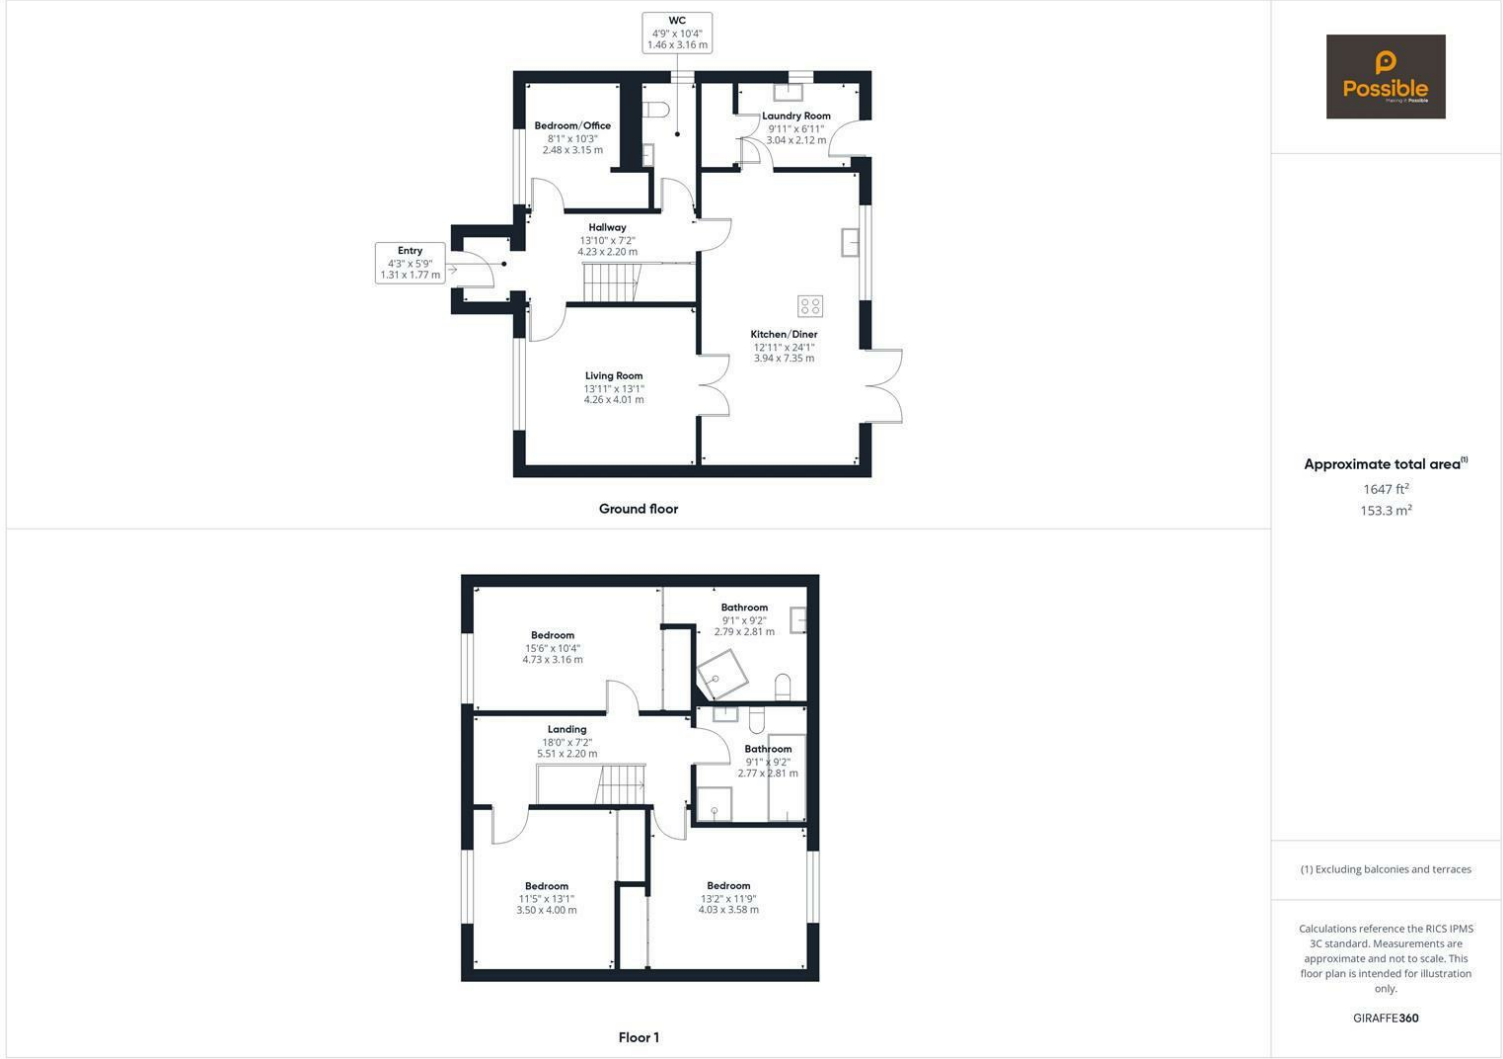 WC
4'9" x 10'4"
1.46 x 3.16 m
Bedroom/Office
8'1" x 10'3"
2.48 x 3.15 m
Laundry Room
9'11" x 6'11"
3.04 x 2.12 m
Hallway
13'10" x 7'2"
4.23 x 2.20 m
Entry
4'3" x 5'9"
1.31 x 1.77 m
Kitchen/Diner
12'11" x 24'1"
3.94 x 7.35 m
Living Room
13'11" x 13'1"
4.26 x 4.01 m
Ground floor
Bathroom
9'1" x 9'2"
2.79 x 2.81 m
Bedroom
15'6" x 10'4"
4.73 x 3.16 m
Landing
18'0" x 7'2"
5.51 x 2.20 m
Bathroom
9'1" x 9'2"
2.77 x 2.81 m
Bedroom
11'5" x 13'1"
3.50 x 4.00 m
Bedroom
13'2" x 11'9"
4.03 x 3.58 m
Floor 1
Possible
Making it Possible
Approximate total area(1)
1647 ft²
153.3 m²
(1) Excluding balconies and terraces
Calculations reference the RICS IPMS
3C standard. Measurements are
approximate and not to scale. This
floor plan is intended for illustration
only.
GIRAFFE360